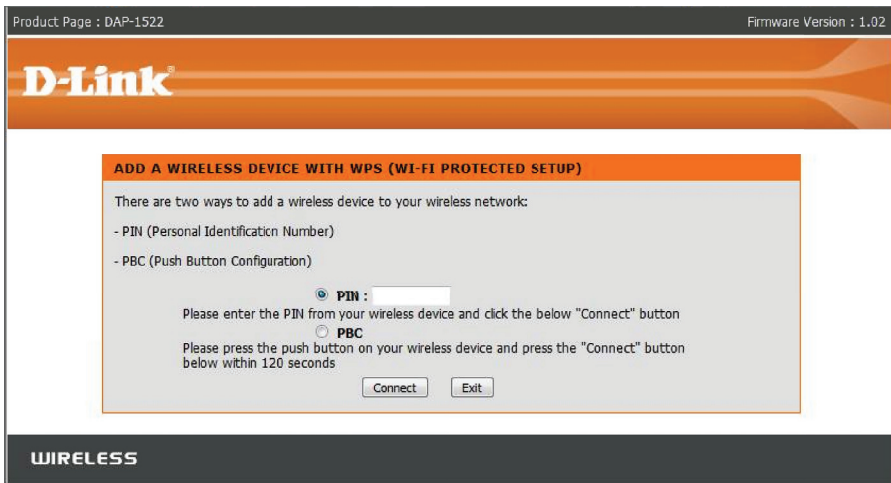 Product Page : DAP-1522
Firmware Version : 1.02
D-Link®
ADD A WIRELESS DEVICE WITH WPS (WI-FI PROTECTED SETUP)
There are two ways to add a wireless device to your wireless network:
- PIN (Personal Identification Number)
- PBC (Push Button Configuration)
PIN :
Please enter the PIN from your wireless device and click the below "Connect" button
PBC
Please press the push button on your wireless device and press the "Connect" button
below within 120 seconds
Connect Exit
WIRELESS